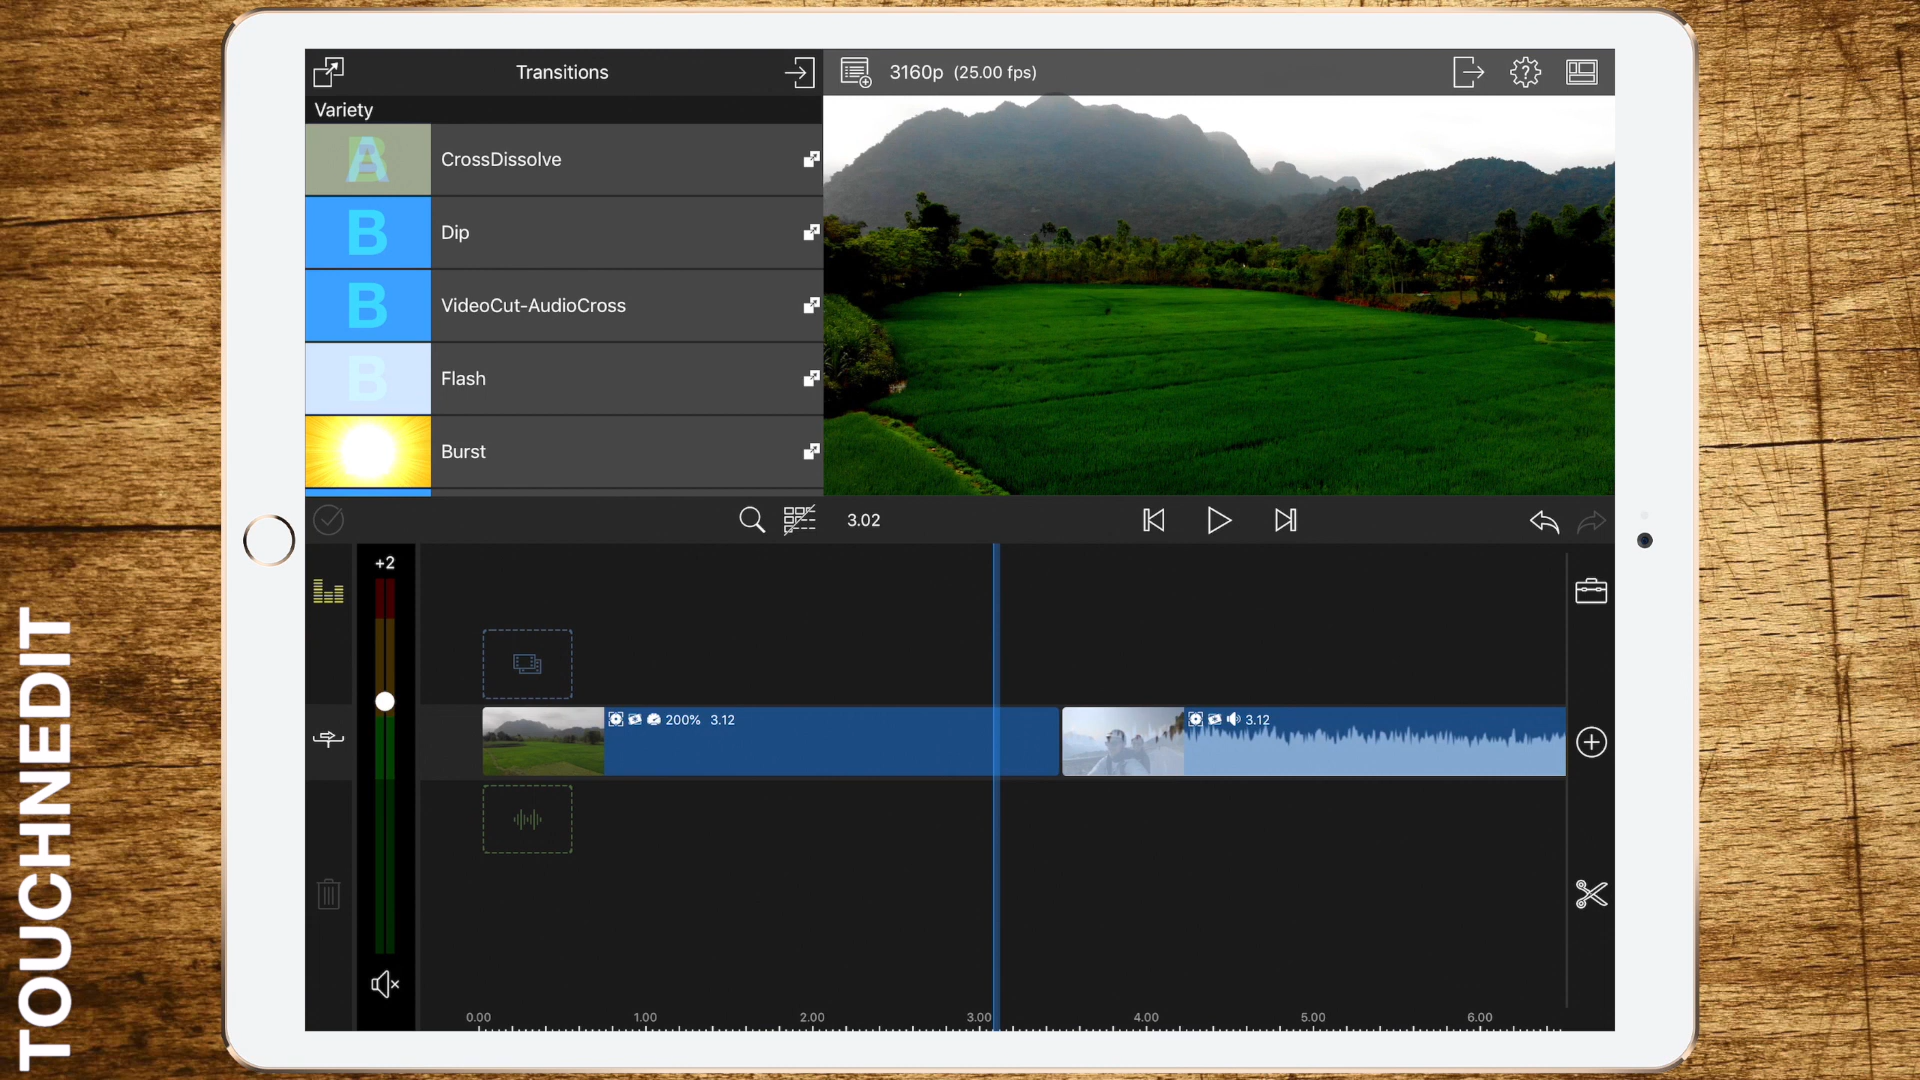 Transitions
3160p (25.00 fps)
Variety
A
CrossDissolve
B
Dip
B
VideoCut-AudioCross
B
Flash
Burst
3.02
+2
200% 3.12
3.12
0.00 1.00 2.00 3.00 4.00 5.00 6.00
TOUCHNEDIT